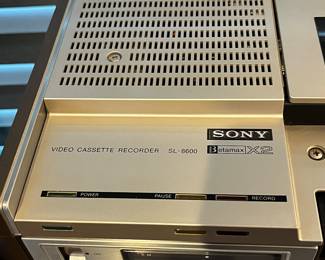 SONY
VIDEO CASSETTE RECORDER SL-8600
Betamax X2
POWER
PAUSE
RECORD